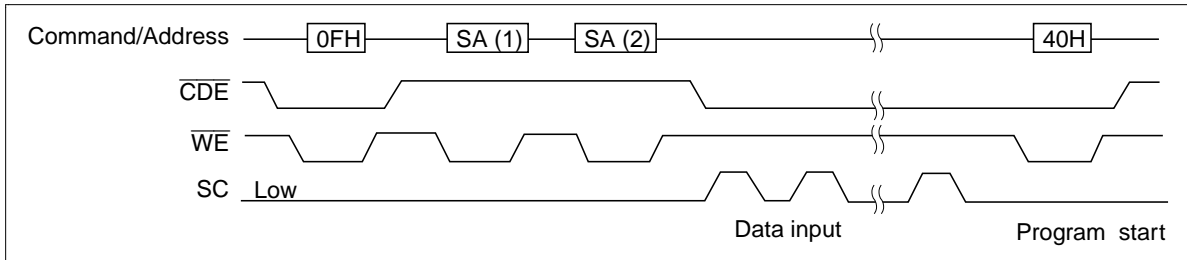 Command/Address 0FH SA (1) SA (2) 40H
CDE
WE
SC Low
Data input Program start